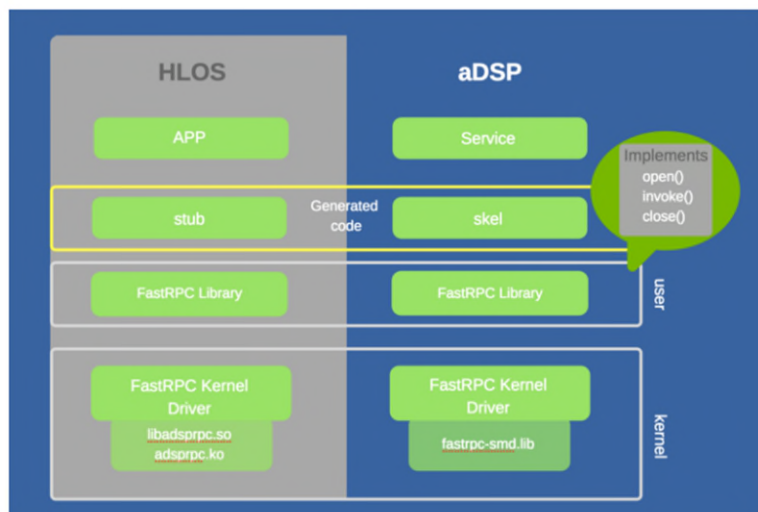 HLOS
aDSP
APP
Service
Implements
open()
invoke()
close()
stub
Generated
code
skel
FastRPC Library
FastRPC Library
user
FastRPC Kernel
Driver
libadsprpc.so
adsprpc.ko
FastRPC Kernel
Driver
fastrpc-smd.lib
kernel